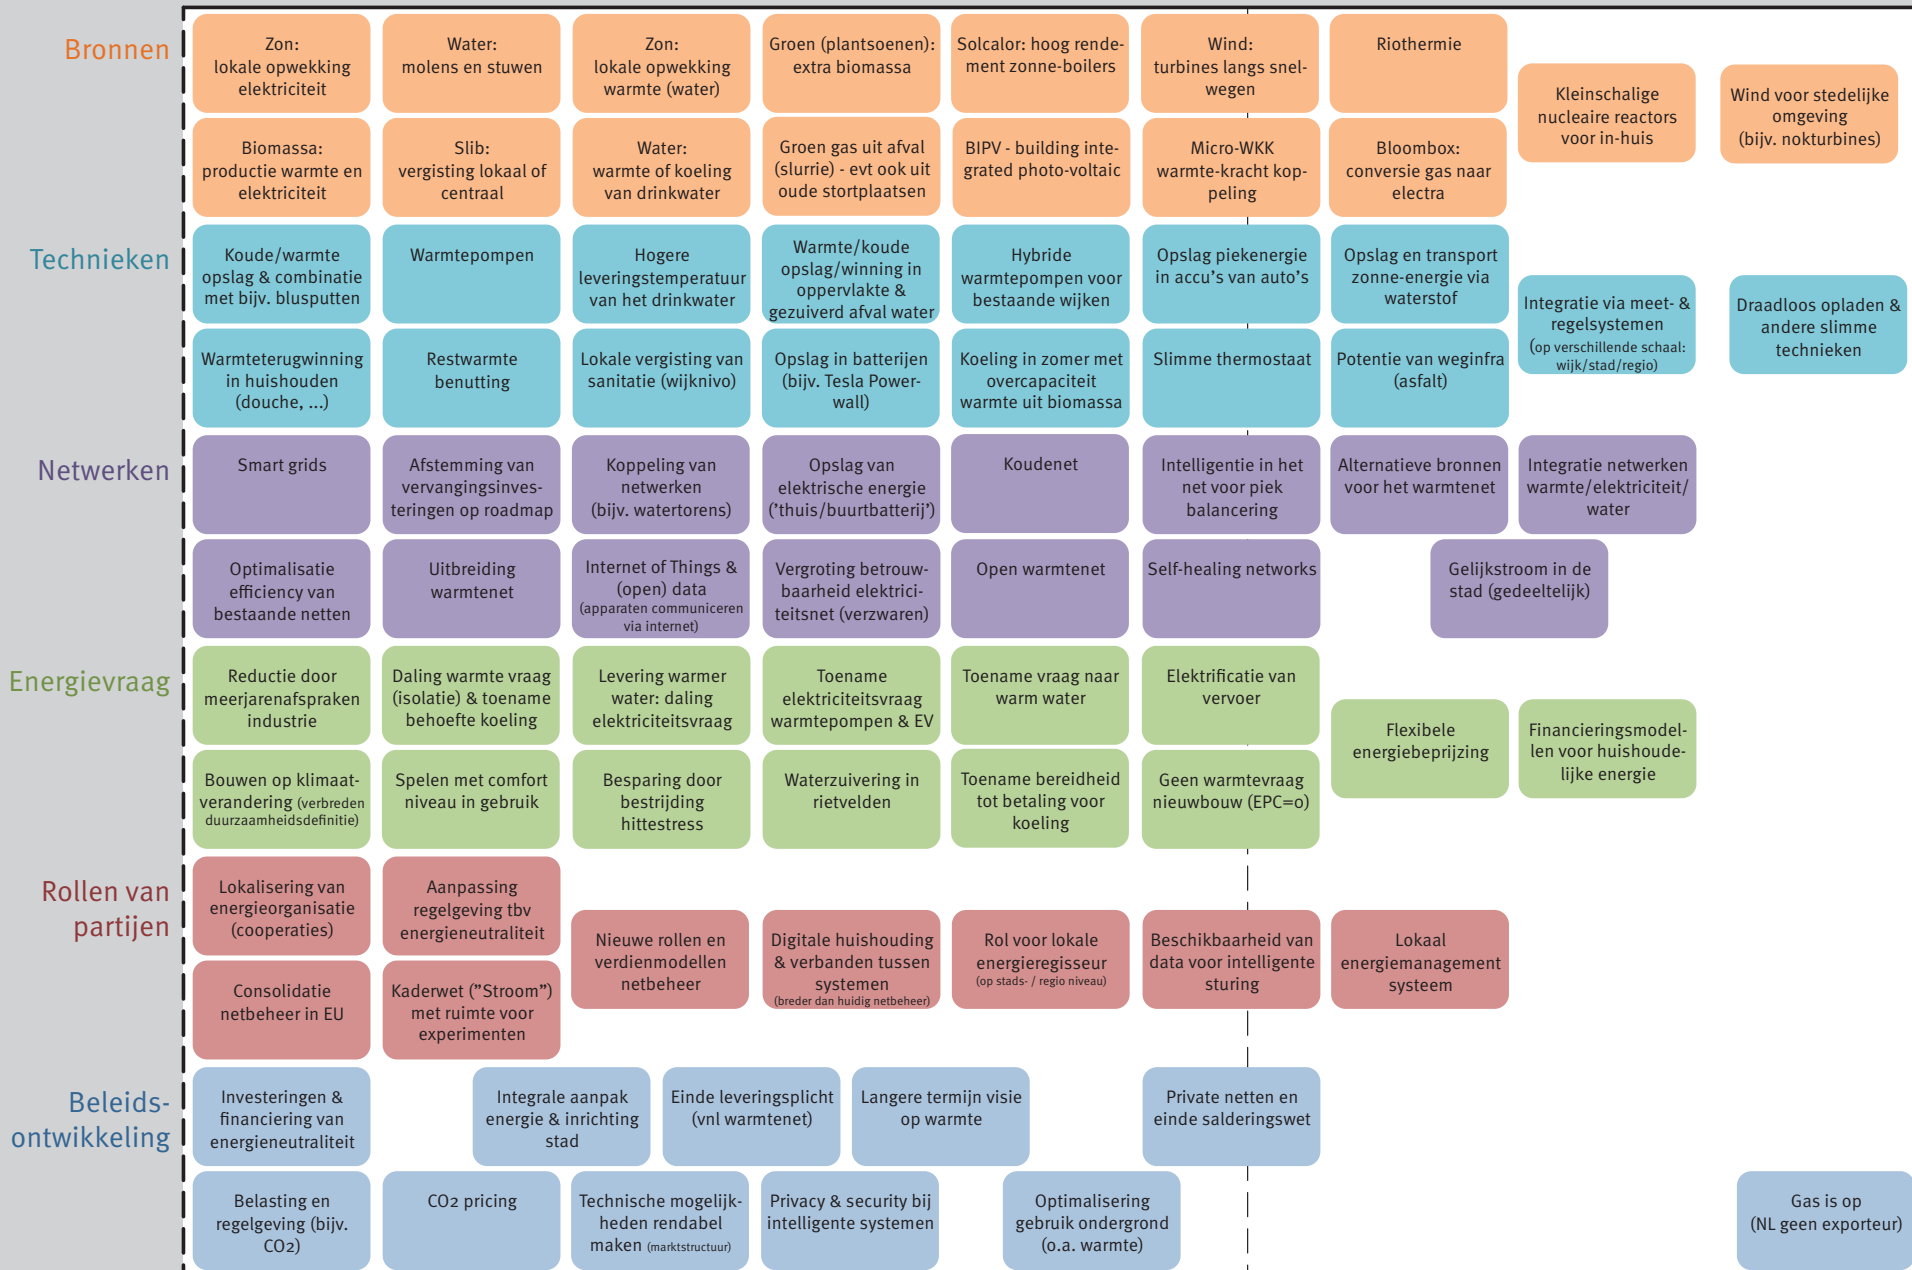 Bronnen
Zon:
lokale opwekking
elektriciteit
Water:
molens en stuwen
Zon:
lokale opwekking
warmte (water)
Groen (plantsoenen):
extra biomassa
Solcalor: hoog rende-
ment zonne-boilers
Wind:
turbines langs snel-
wegen
Riothermie
Kleinschalige
nucleaire reactors
voor in-huis
Wind voor stedelijke
omgeving
(bijv. nokturbines)
Biomassa:
productie warmte en
elektriciteit
Slib:
vergisting lokaal of
centraal
Water:
warmte of koeling
van drinkwater
Groen gas uit afval
(slurrie) - evt ook uit
oude stortplaatsen
BIPV - building inte-
grated photo-voltaic
Micro-WKK
warmte-kracht kop-
peling
Bloombox:
conversie gas naar
electra
Technieken
Koude/warmte
opslag & combinatie
met bijv. blusputten
Warmtepompen
Hogere
leveringstemperatuur
van het drinkwater
Warmte/koude
opslag/winning in
oppervlakte &
gezuiverd afval water
Hybride
warmtepompen voor
bestaande wijken
Opslag piekenergie
in accu's van auto's
Opslag en transport
zonne-energie via
waterstof
Integratie via meet- &
regelsystemen
(op verschillende schaal:
wijk/stad/regio)
Draadloos opladen &
andere slimme
technieken
Warmteterugwinning
in huishouden
(douche, ...)
Restwarmte
benutting
Lokale vergisting van
sanitatie (wijknivo)
Opslag in batterijen
(bijv. Tesla Power-
wall)
Koeling in zomer met
overcapaciteit
warmte uit biomassa
Slimme thermostaat
Potentie van weginfra
(asfalt)
Netwerken
Smart grids
Afstemming van
vervangingsinves-
teringen op roadmap
Koppeling van
netwerken
(bijv. watertorens)
Opslag van
elektrische energie
('thuis/buurtbatterij')
Koudenet
Intelligentie in het
net voor piek
balancering
Alternatieve bronnen
voor het warmtenet
Integratie netwerken
warmte/elektriciteit/
water
Optimalisatie
efficiency van
bestaande netten
Uitbreiding
warmtenet
Internet of Things &
(open) data
(apparaten communiceren
via internet)
Vergroting betrouw-
baarheid elektrici-
teitsnet (verzwaren)
Open warmtenet
Self-healing networks
Gelijkstroom in de
stad (gedeeltelijk)
Energievraag
Reductie door
meerjarenafspraken
industrie
Daling warmte vraag
(isolatie) & toename
behoefte koeling
Levering warmer
water: daling
elektriciteitsvraag
Toename
elektriciteitsvraag
warmtepompen & EV
Toename vraag naar
warm water
Elektrificatie van
vervoer
Flexibele
energiebeprijzing
Financieringsmodel-
len voor huishoude-
lijke energie
Bouwen op klimaat-
verandering (verbreden
duurzaamheidsdefinitie)
Spelen met comfort
niveau in gebruik
Besparing door
bestrijding
hittestress
Waterzuivering in
rietvelden
Toename bereidheid
tot betaling voor
koeling
Geen warmtevraag
nieuwbouw (EPC=0)
Rollen van
partijen
Lokalisering van
energieorganisatie
(cooperaties)
Aanpassing
regelgeving tbv
energieneutraliteit
Nieuwe rollen en
verdienmodellen
netbeheer
Digitale huishouding
& verbanden tussen
systemen
(breder dan huidig netbeheer)
Rol voor lokale
energieregisseur
(op stads- / regio niveau)
Beschikbaarheid van
data voor intelligente
sturing
Lokaal
energiemanagement
systeem
Consolidatie
netbeheer in EU
Kaderwet ("Stroom")
met ruimte voor
experimenten
Beleids-
ontwikkeling
Investeringen &
financiering van
energieneutraliteit
Integrale aanpak
energie & inrichting
stad
Einde leveringsplicht
(vnl warmtenet)
Langere termijn visie
op warmte
Private netten en
einde salderingswet
Belasting en
regelgeving (bijv.
CO2)
CO2 pricing
Technische mogelijk-
heden rendabel
maken (marktstructuur)
Privacy & security bij
intelligente systemen
Optimalisering
gebruik ondergrond
(o.a. warmte)
Gas is op
(NL geen exporteur)